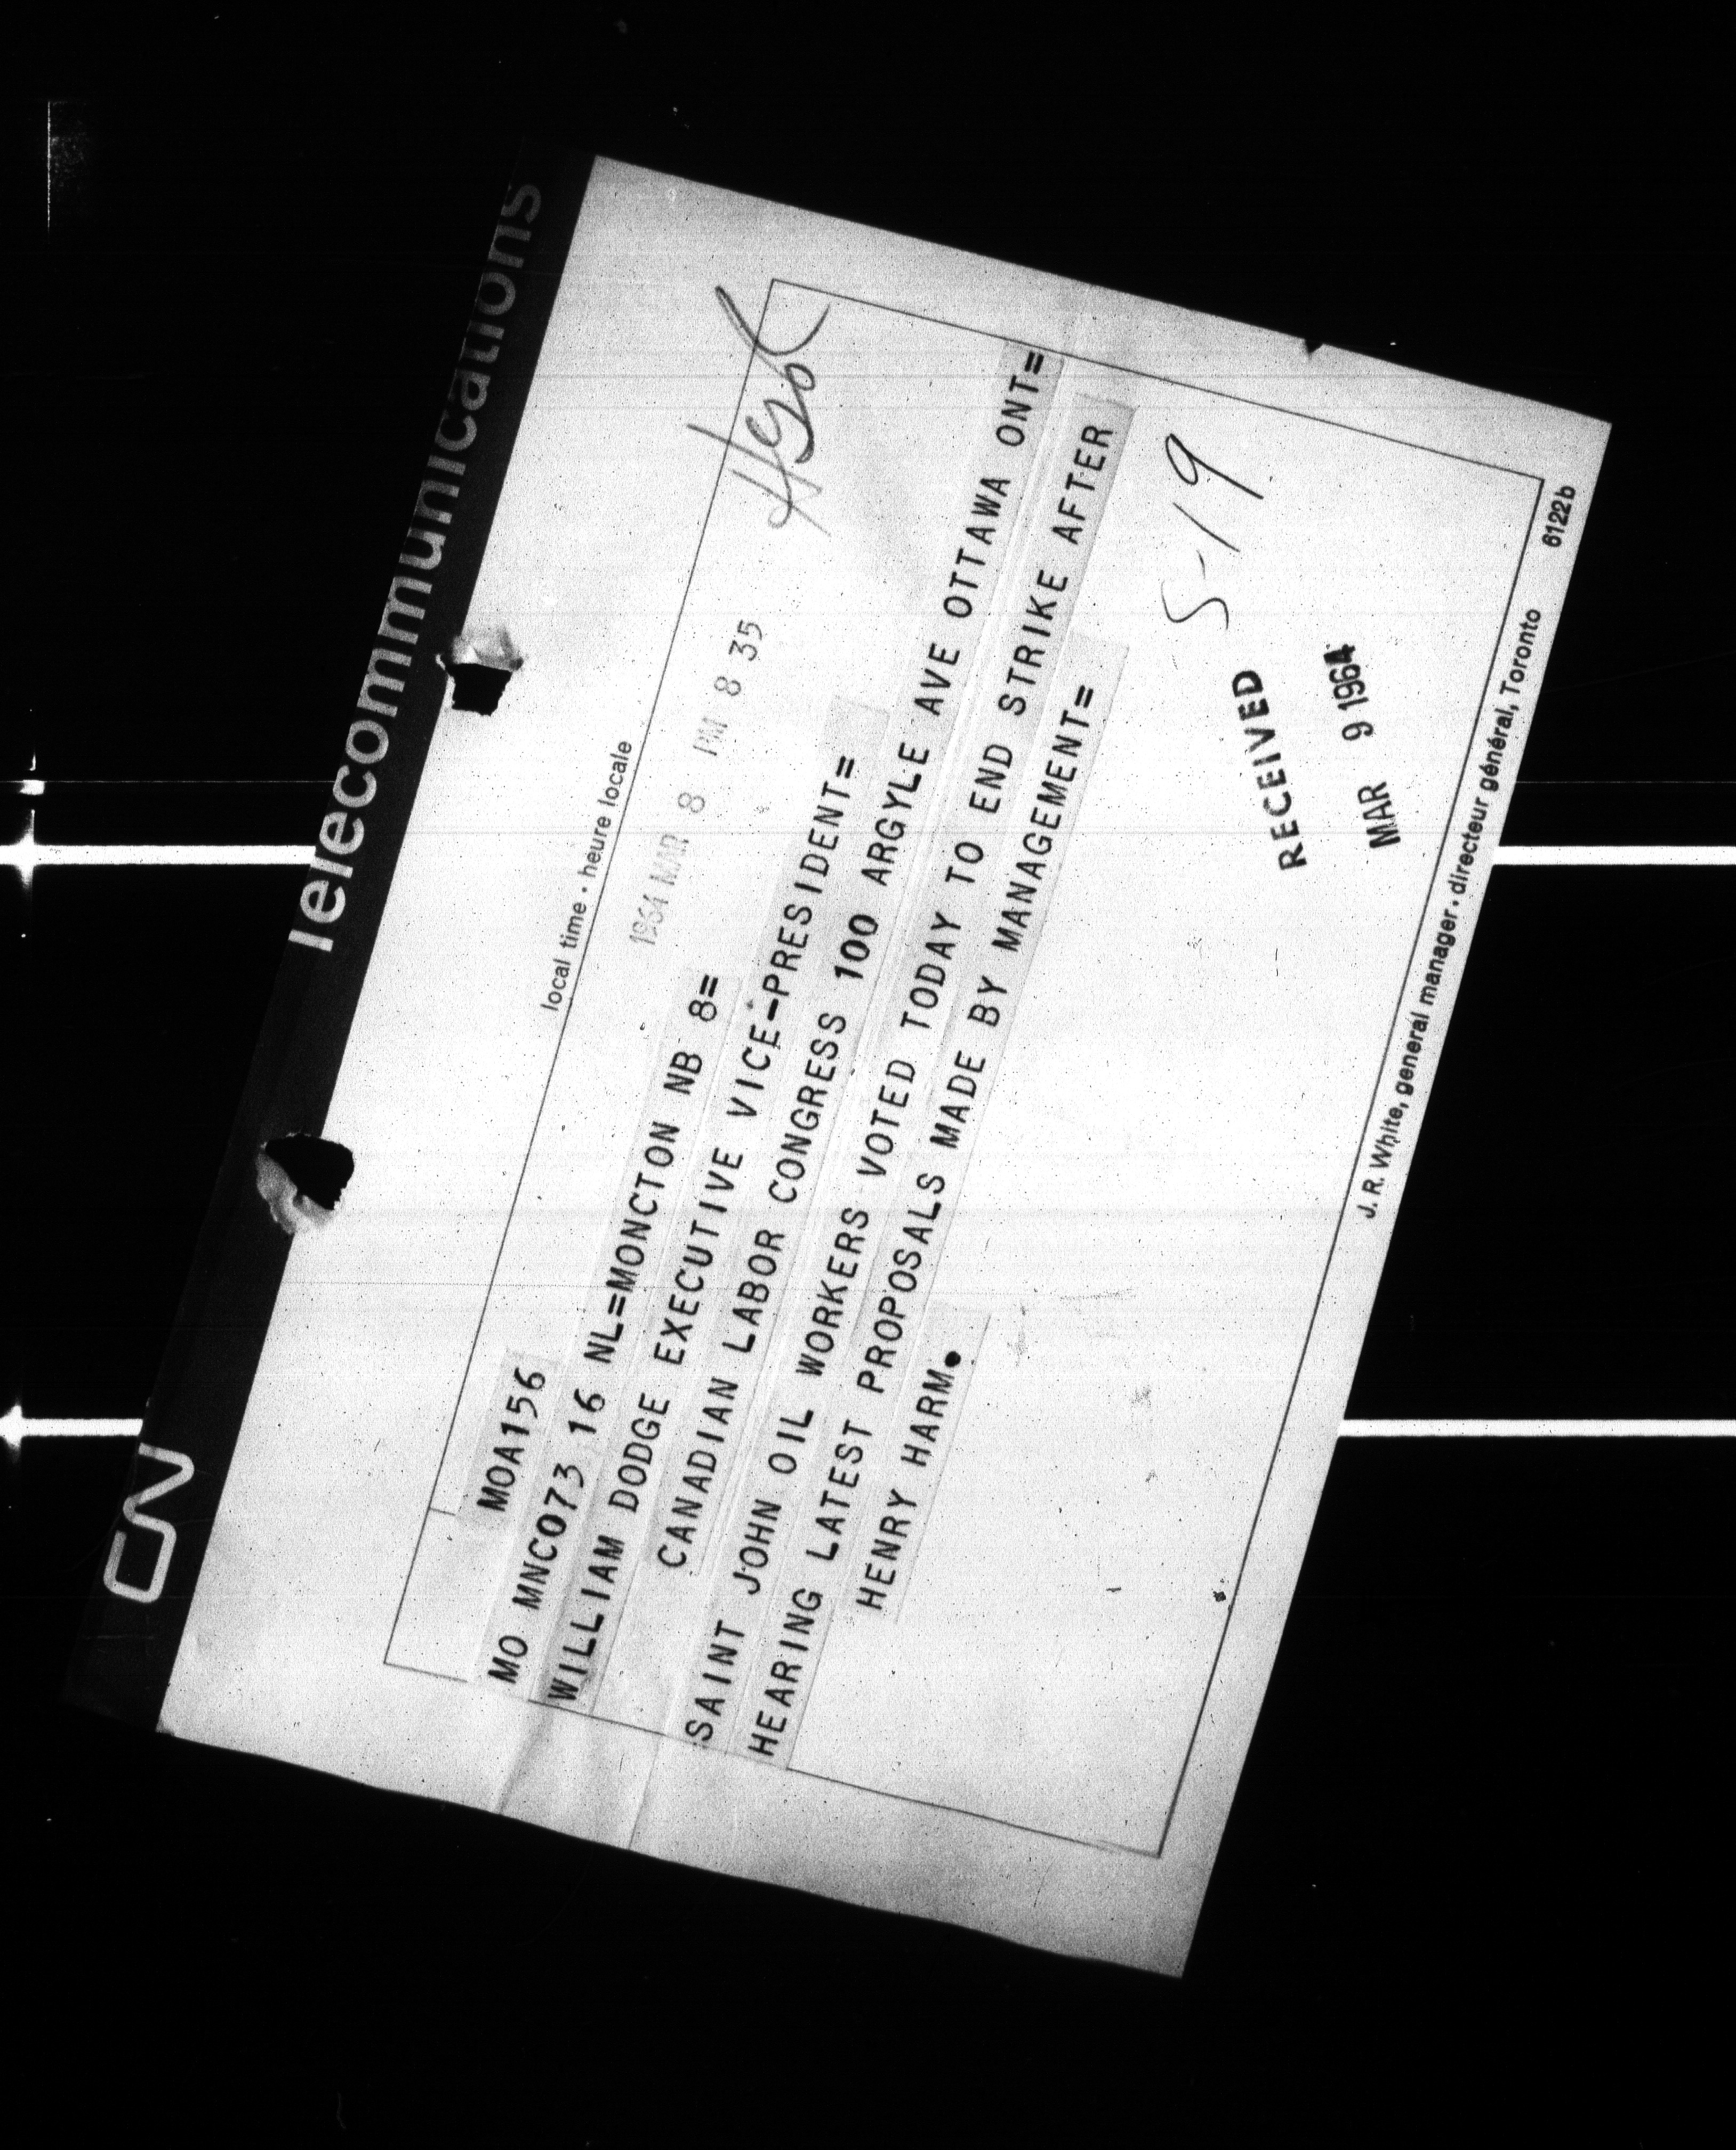 CN Telecommunications
local time • heure locale
1964 MAR 8 PM 8 35
MOA156
MO MNC073 16 NL=MONCTON NB 8=
WILLIAM DODGE EXECUTIVE VICE-PRESIDENT=
CANADIAN LABOR CONGRESS 100 ARGYLE AVE OTTAWA ONT=
SAINT JOHN OIL WORKERS VOTED TODAY TO END STRIKE AFTER
HEARING LATEST PROPOSALS MADE BY MANAGEMENT=
HENRY HARM.
S-19
RECEIVED
MAR 9 1964
J. R. White, general manager • directeur général, Toronto 6122b